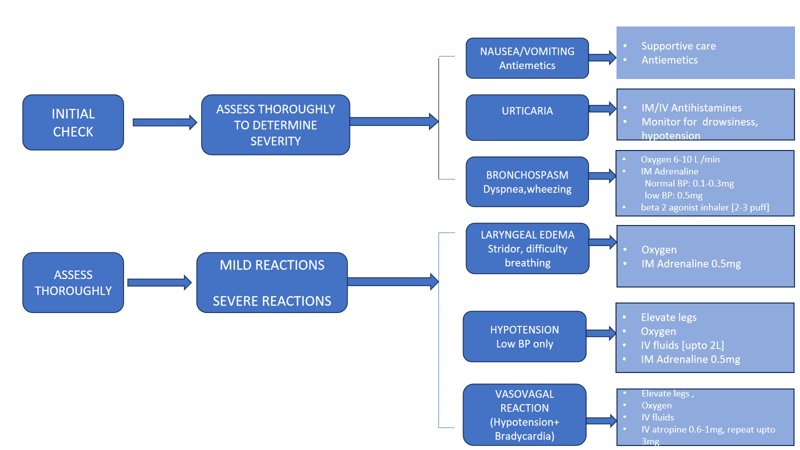 INITIAL
CHECK
ASSESS THOROUGHLY
TO DETERMINE
SEVERITY
NAUSEA/VOMITING
Antiemetics
• Supportive care
• Antiemetics
URTICARIA
• IM/IV Antihistamines
• Monitor for drowsiness,
hypotension
BRONCHOSPASM
Dyspnea,wheezing
• Oxygen 6-10 L /min
• IM Adrenaline
Normal BP: 0.1-0.3mg
low BP: 0.5mg
• beta 2 agonist inhaler [2-3 puff]
ASSESS
THOROUGHLY
MILD REACTIONS
SEVERE REACTIONS
LARYNGEAL EDEMA
Stridor, difficulty
breathing
• Oxygen
• IM Adrenaline 0.5mg
HYPOTENSION
Low BP only
• Elevate legs
• Oxygen
• IV fluids [upto 2L]
• IM Adrenaline 0.5mg
VASOVAGAL
REACTION
(Hypotension+
Bradycardia)
• Elevate legs ,
• Oxygen
• IV fluids
• IV atropine 0.6-1mg, repeat upto
3mg